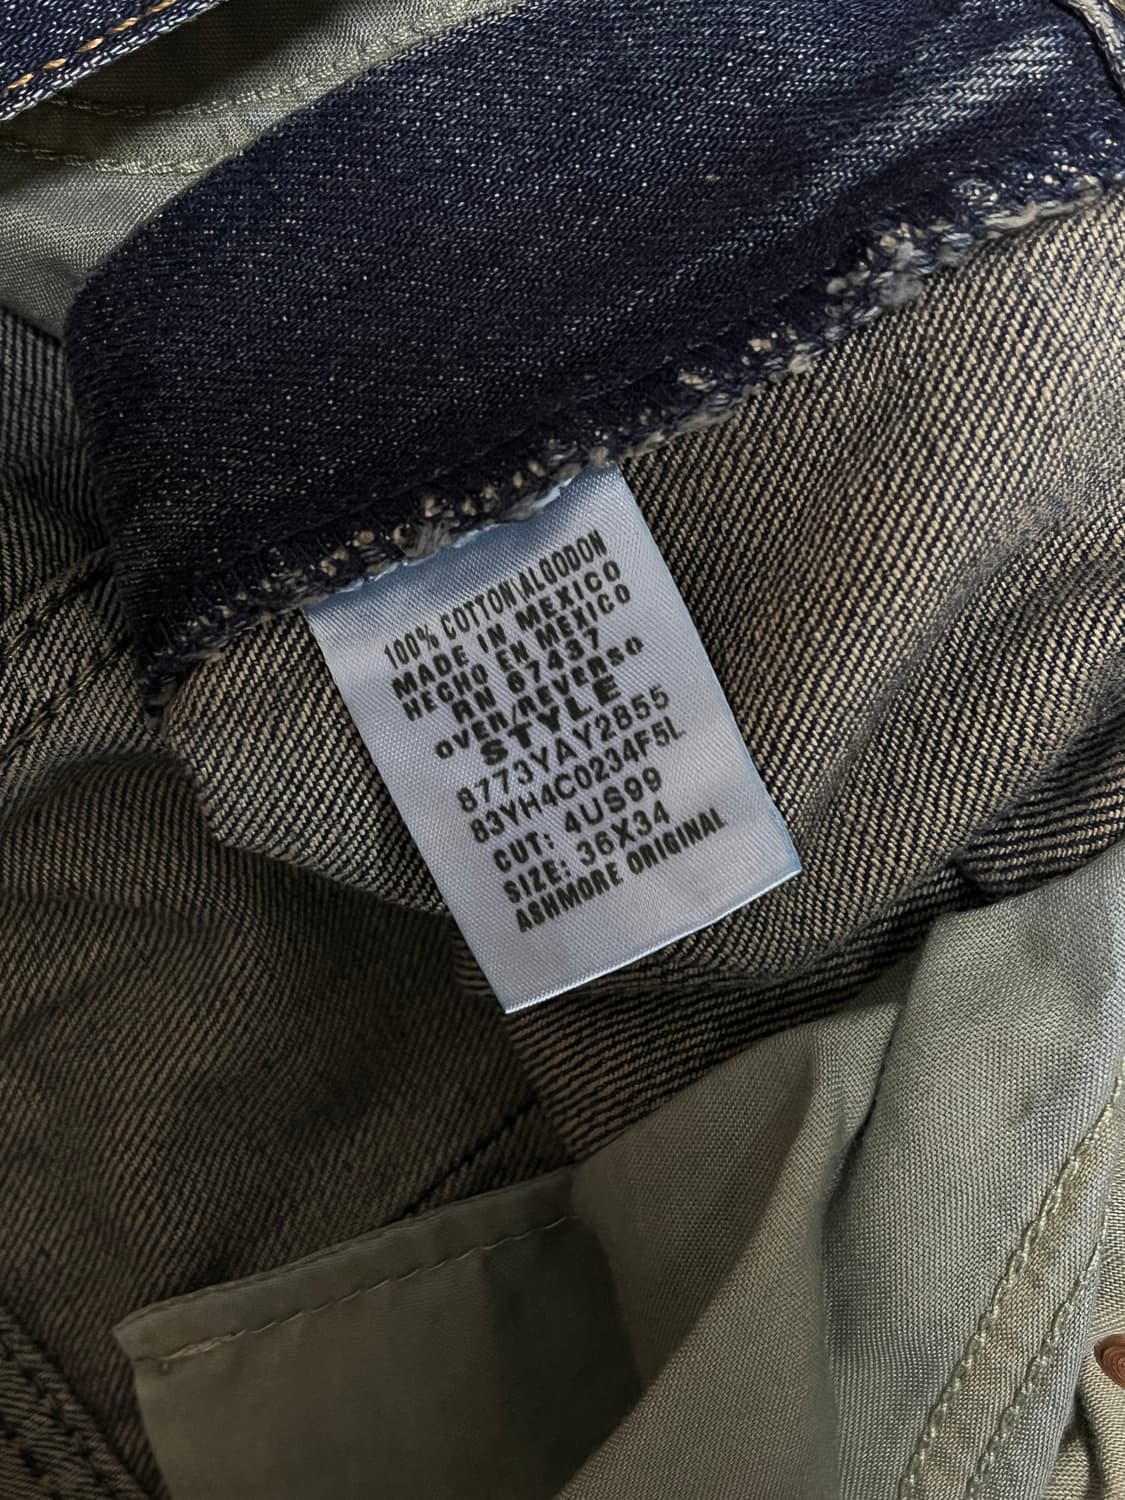 100% COTTON\ALGODON
MADE IN MEXICO
HECHO EN MEXICO
RN 67437
OVER/REVERSO
STYLE
8773YAY2855
83YH4C0234F5L
CUT: 4US99
SIZE: 36X34
ASHMORE ORIGINAL